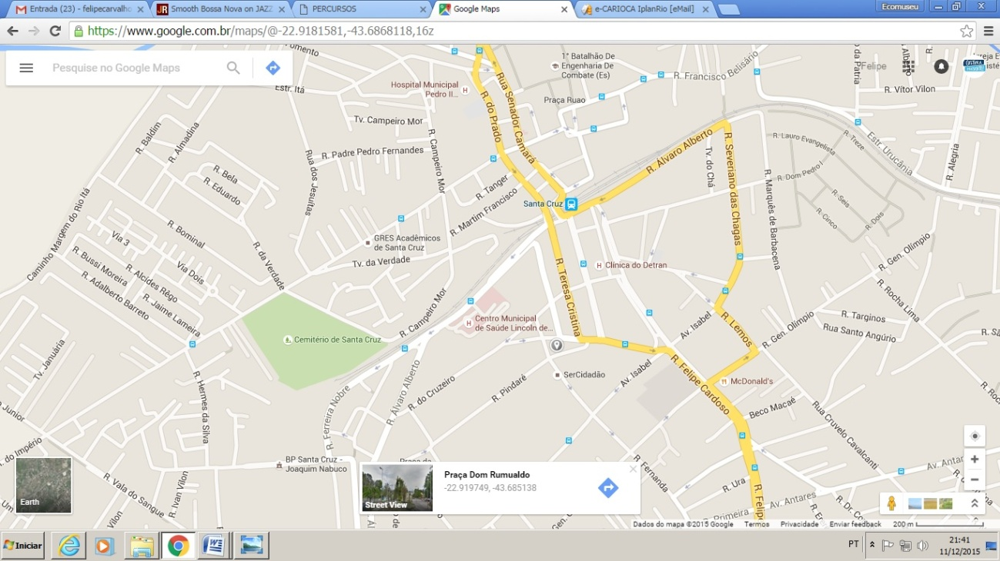 Entrada (23) - felipecarvalho
Smooth Bossa Nova on JAZZ
PERCURSOS
Google Maps
e-CARIOCA IplanRio [eMail]
Ecomuseu
https://www.google.com.br/maps/@-22.9181581,-43.6868118,16z
Pesquise no Google Maps
Fomento
Estr. Itá
Hospital Municipal
Pedro II...
1° Batalhão De
Engenharia De
Combate (Es)
Praça Ruao
R. Francisco Belisário
Felipe
R. Vítor Vilon
R. do Prado
Rua Senador Camará
Tv. Campeiro Mor
R. Campeiro Mor
R. Padre Pedro Fernandes
Rua dos Jesuítas
R. Baldim
R. Almadina
R. Bela
R. Eduardo
R. Tanger
R. Martim Francisco
Santa Cruz
R. Álvaro Alberto
Tv. do Chá
R. Severiano das Chagas
R. Marquês de Barbacena
R. Lauro Evangelista
R. Treze
R. Dom Pedro I
R. Seis
R. Cinco
R. Dois
Estr. Urucânia
R. Alegria
Caminho Margem do Rio Itá
R. Bominal
Via 3
Via Dois
R. Bussi Moreira
R. Alcides Rêgo
R. Adalberto Barreto
R. Jaime Lameira
R. da Verdade
GRES Acadêmicos
de Santa Cruz
Tv. da Verdade
R. Teresa Cristina
Clínica do Detran
R. Gen. Olímpio
R. Rocha Lima
R. Campeiro Mor
Centro Municipal
de Saúde Lincoln de...
Cemitério de Santa Cruz
Av. Isabel
R. Lemos
R. Gen. Olímpio
R. Targinos
Rua Santo Angúrio
Tv. Januária
R. Hermes da Silva
R. Ferreira Nobre
R. Álvaro Alberto
R. do Cruzeiro
R. Pindaré
SerCidadão
Av. Isabel
R. Felipe Cardoso
McDonald's
Beco Macaé
Rua Cruvelo Cavalcanti
Junior
R. do Império
BP Santa Cruz -
Joaquim Nabuco
R. Vala do Sangue
R. Ivan Vilon
Vilon
R. Fernanda
R. Ura
Av. Antares
Primeira
Earth
Street View
Praça Dom Rumualdo
-22.919749, -43.685138
Dados do mapa ©2015 Google
Termos
Privacidade
Enviar feedback
200 m
Iniciar
PT
21:41
11/12/2015